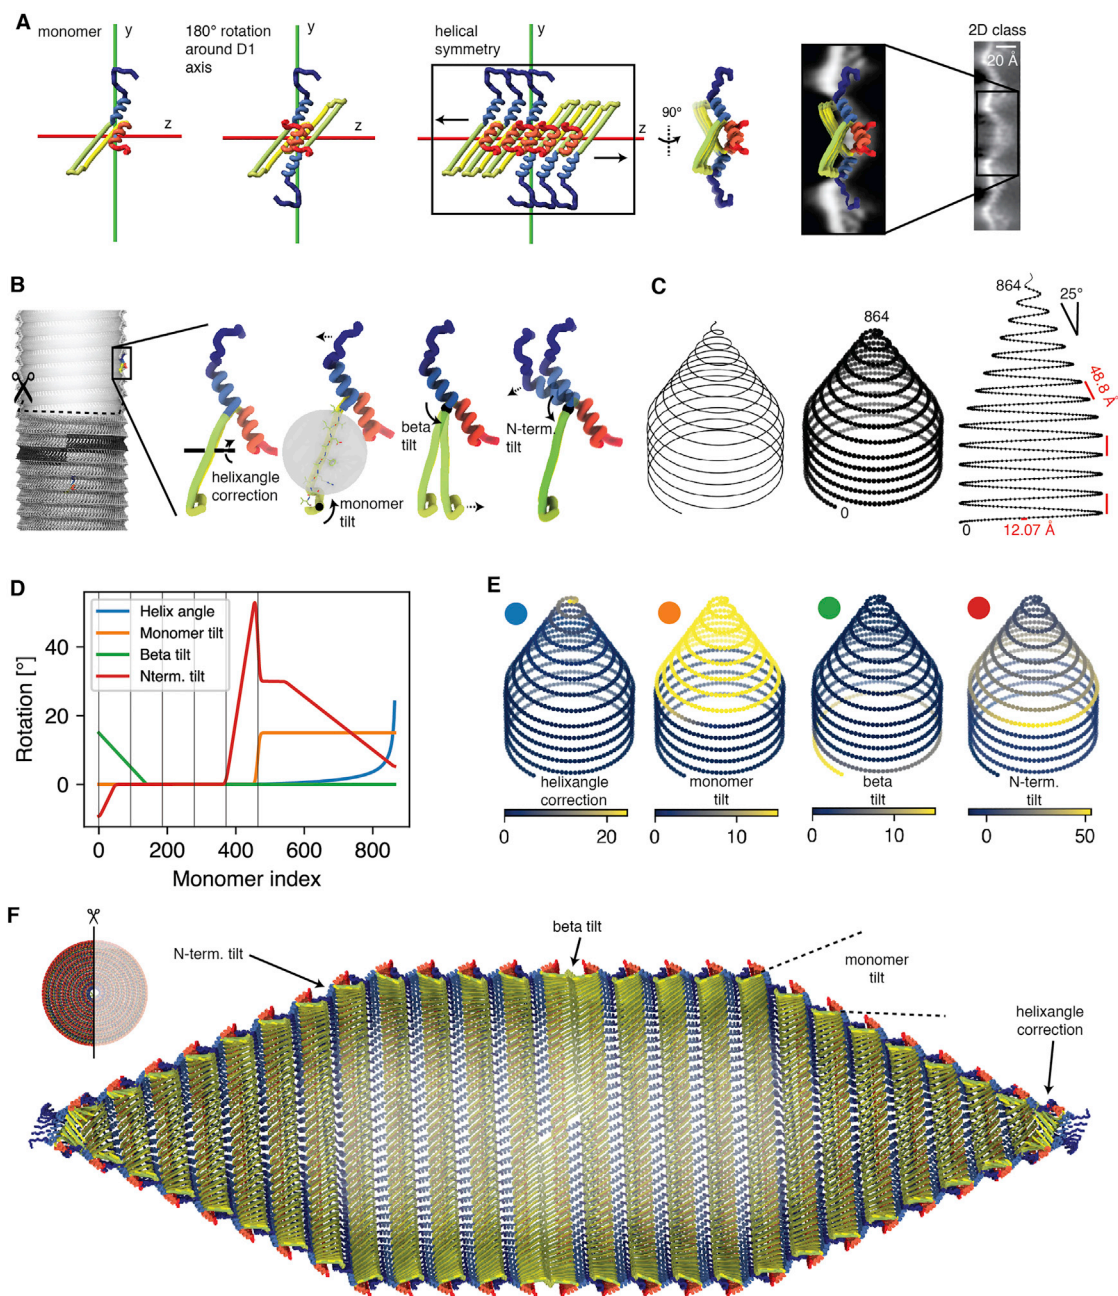 A
monomer
y
z
180° rotation
around D1
axis
y
z
helical
symmetry
y
z
90°
2D class
20 Å
B
helixangle
correction
monomer
tilt
beta
tilt
N-term.
tilt
C
864
0
864
25°
48.8 Å
12.07 Å
0
D
Helix angle
Monomer tilt
Beta tilt
Nterm. tilt
Rotation [°]
40
20
0
0
200
400
600
800
Monomer index
E
helixangle
correction
0
20
monomer
tilt
0
10
beta
tilt
0
10
N-term.
tilt
0
50
F
N-term. tilt
beta tilt
monomer
tilt
helixangle
correction